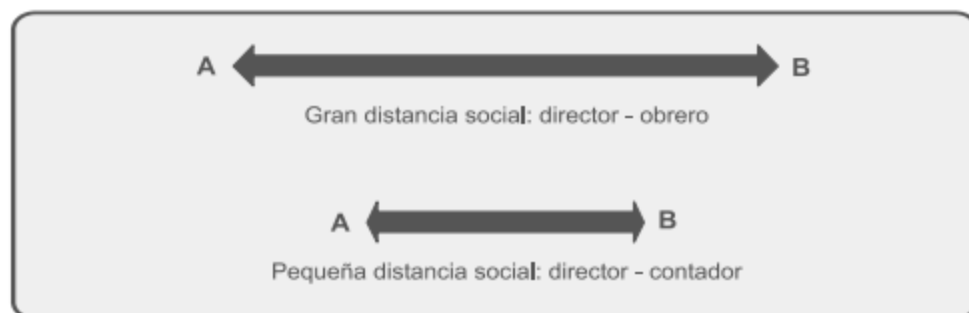 A B
Gran distancia social: director - obrero
A B
Pequeña distancia social: director - contador